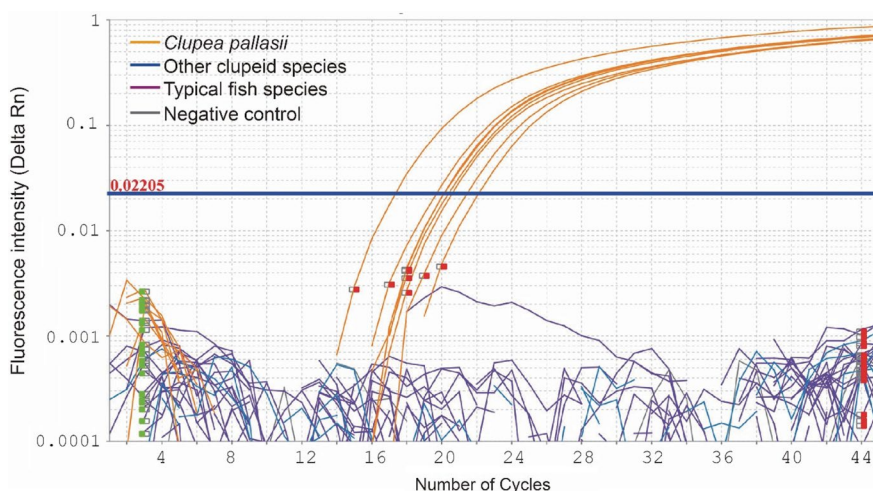 1
Clupea pallasii
Other clupeid species
Typical fish species
Negative control
0.1
0.02205
0.01
0.001
0.0001
4 8 12 16 20 24 28 32 36 40 44
Fluorescence intensity (Delta Rn)
Number of Cycles